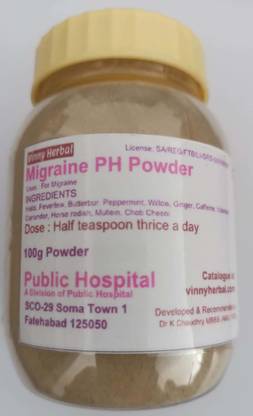 Vinny Herbal
Migraine PH Powder
Uses : For Migraine
INGREDIENTS
Feverfew, Butterbur, Peppermint, Willow, Ginger, Caffeine,
Coriander, Horse radish, Mullein, Chob Cheeni
Dose : Half teaspoon thrice a day
100g Powder
Public Hospital
A Division of Public Hospital
SCO-29 Soma Town 1
Fatehabad 125050
Catalogue at
vinnyherbal.com
Developed & Recommended
Dr K Chaudhry MBBS